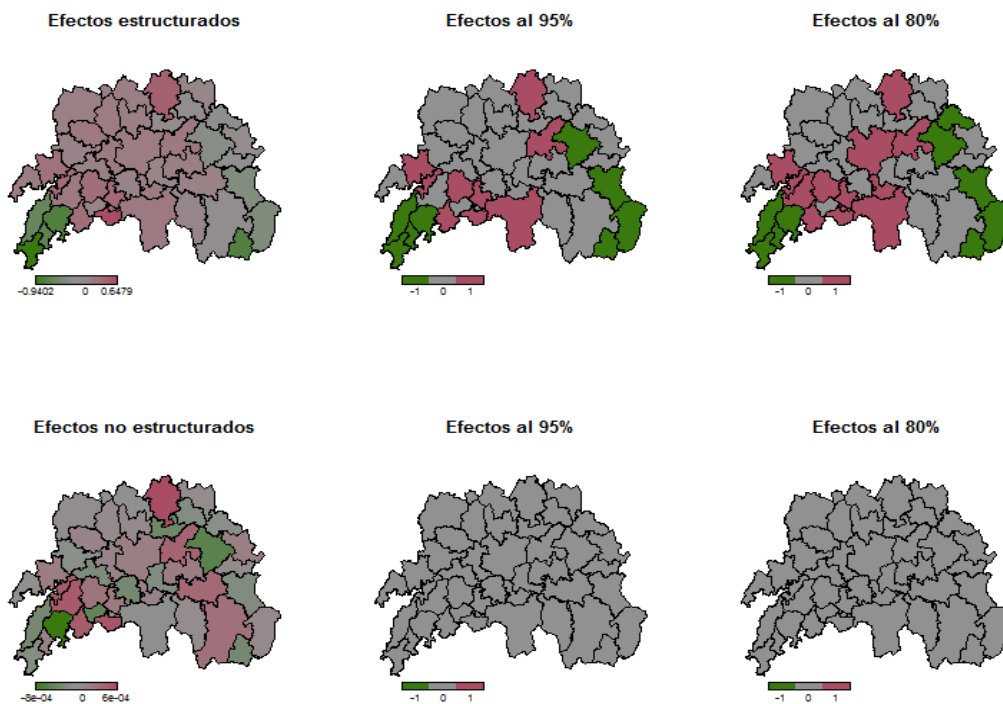 Efectos estructurados
Efectos al 95%
Efectos al 80%
-0.9402 0 0.6479
-1 0 1
-1 0 1
Efectos no estructurados
Efectos al 95%
Efectos al 80%
-8e-04 0 6e-04
-1 0 1
-1 0 1